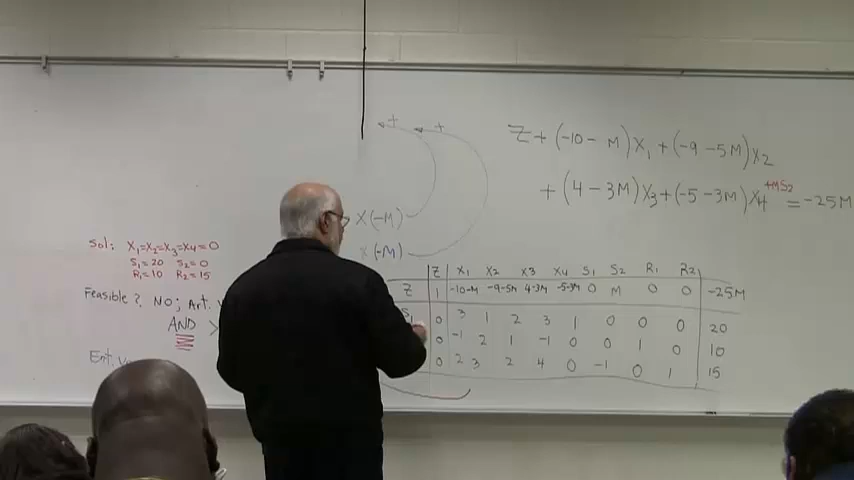 + +
Z + (-10 - M)X1 + (-9 -5M)X2
+ (4 - 3M)X3 + (-5 -3M)X4 +MS2 = -25M
X(-M)
X(-M)
Sol: X1=X2=X3=X4=0
S1=20 S2=0
R1=10 R2=15
Feasible? NO; Art.
AND >
Ent.
Z X1 X2 X3 X4 S1 S2 R1 R2
Z 1 -10-M -9-5M 4-3M -5-3M 0 M 0 0 -25M
S1 0 3 1 2 3 1 0 0 0 20
0 -1 2 1 -1 0 0 1 0 10
0 2 3 2 4 0 -1 0 1 15